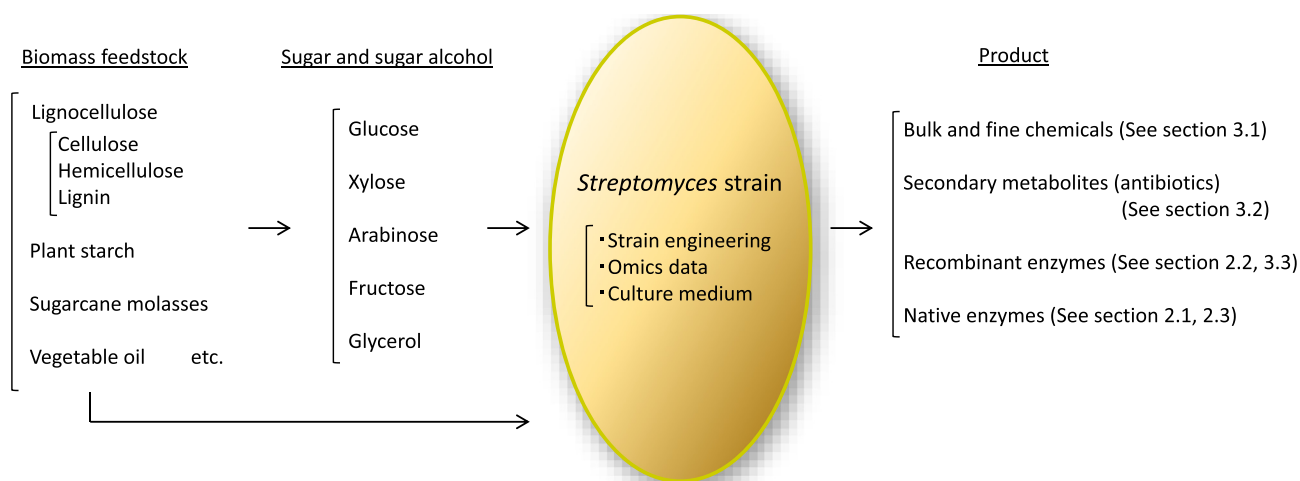 Biomass feedstock
Lignocellulose
Cellulose
Hemicellulose
Lignin
Plant starch
Sugarcane molasses
Vegetable oil etc.
Sugar and sugar alcohol
Glucose
Xylose
Arabinose
Fructose
Glycerol
Streptomyces strain
・Strain engineering
・Omics data
・Culture medium
Product
Bulk and fine chemicals (See section 3.1)
Secondary metabolites (antibiotics)
(See section 3.2)
Recombinant enzymes (See section 2.2, 3.3)
Native enzymes (See section 2.1, 2.3)